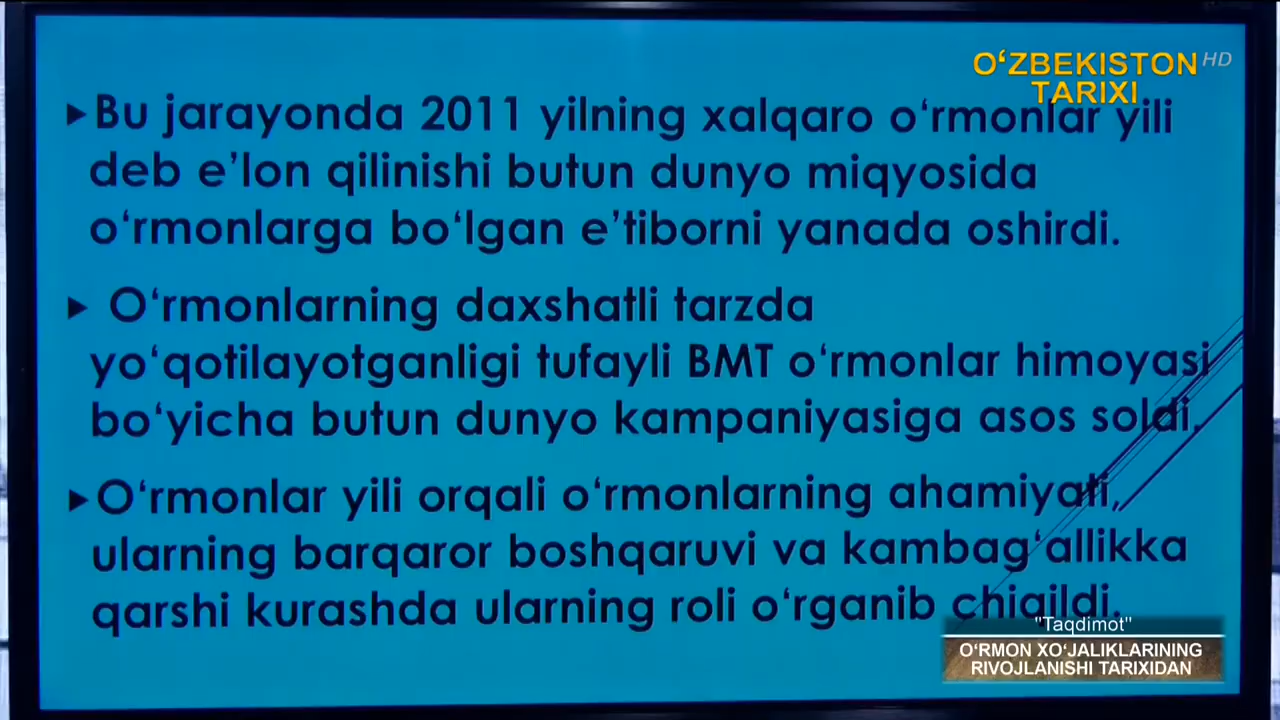 O‘ZBEKISTON HD
TARIXI
Bu jarayonda 2011 yilning xalqaro o‘rmonlar yili
deb e’lon qilinishi butun dunyo miqyosida
o‘rmonlarga bo‘lgan e’tiborni yanada oshirdi.
O‘rmonlarning daxshatli tarzda
yo‘qotilayotganligi tufayli BMT o‘rmonlar himoyasi
bo‘yicha butun dunyo kampaniyasiga asos soldi.
O‘rmonlar yili orqali o‘rmonlarning ahamiyati,
ularning barqaror boshqaruvi va kambag‘allikka
qarshi kurashda ularning roli o‘rganib chiqildi.
"Taqdimot"
O‘RMON XO‘JALIKLARINING
RIVOJLANISHI TARIXIDAN